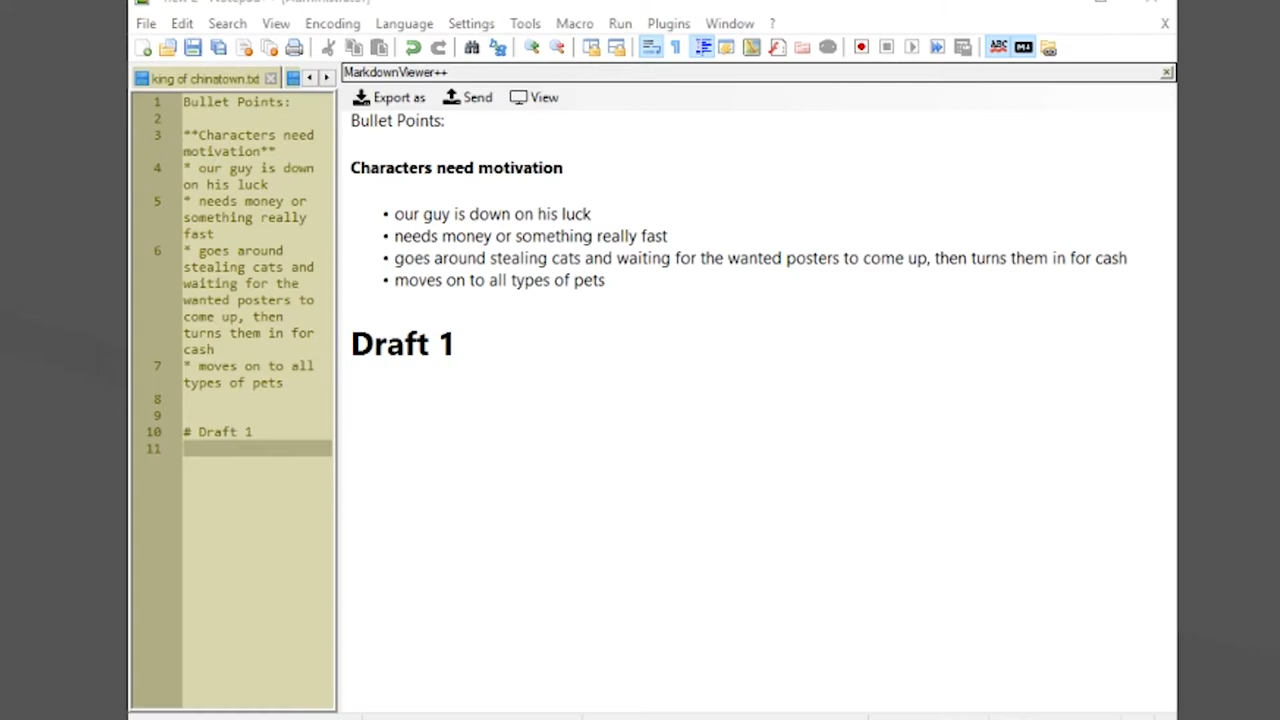 File Edit Search View Encoding Language Settings Tools Macro Run Plugins Window ? X
king of chinatown.txt
MarkdownViewer++
Export as Send View
1 Bullet Points:
2
3 **Characters need
motivation**
4 * our guy is down
on his luck
5 * needs money or
something really
fast
6 * goes around
stealing cats and
waiting for the
wanted posters to
come up, then
turns them in for
cash
7 * moves on to all
types of pets
8
9
10 # Draft 1
11
Bullet Points:
Characters need motivation
• our guy is down on his luck
• needs money or something really fast
• goes around stealing cats and waiting for the wanted posters to come up, then turns them in for cash
• moves on to all types of pets
Draft 1